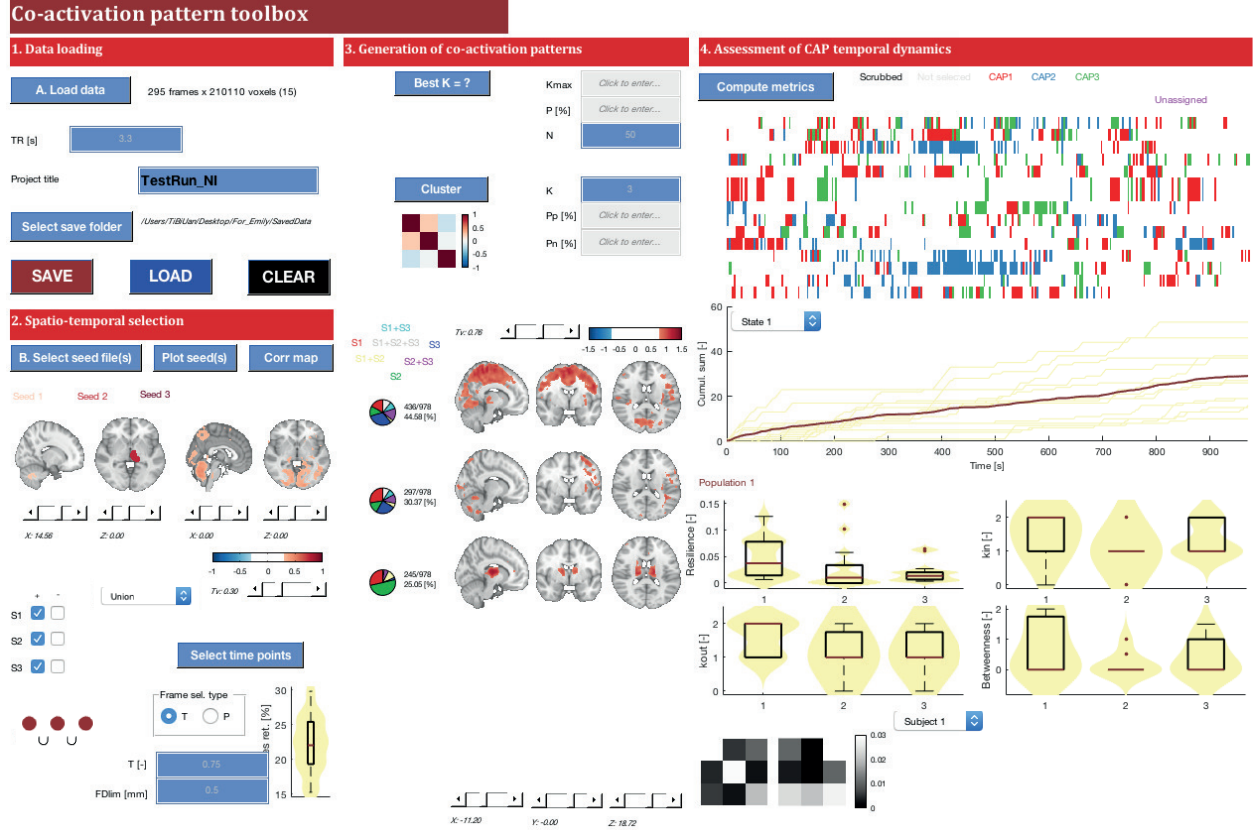 Co-activation pattern toolbox
1. Data loading
A. Load data
295 frames x 210110 voxels (15)
TR [s]
3.3
Project title
TestRun_NI
Select save folder
/Users/TiBiUan/Desktop/For_Emily/SavedData
SAVE
LOAD
CLEAR
2. Spatio-temporal selection
B. Select seed file(s)
Plot seed(s)
Corr map
Seed 1
Seed 2
Seed 3
X: 14.56
Z: 0.00
X: 0.00
Z: 0.00
-1
-0.5
0
0.5
1
Tv: 0.30
+
-
Union
S1
S2
S3
Select time points
Frame sel. type
T
P
T [-]
0.75
FDlim [mm]
0.5
es ret. [%]
30
25
20
15
3. Generation of co-activation patterns
Best K = ?
Kmax
Click to enter...
P [%]
Click to enter...
N
50
Cluster
K
3
Pp [%]
Click to enter...
Pn [%]
Click to enter...
1
0.5
0
-0.5
-1
S1+S3
S1
S1+S2+S3
S3
S1+S2
S2+S3
S2
Tv: 0.76
-1.5
-1
-0.5
0
0.5
1
1.5
436/978
44.58 [%]
297/978
30.37 [%]
245/978
25.05 [%]
X: -11.20
Y: -0.00
Z: 18.72
4. Assessment of CAP temporal dynamics
Compute metrics
Scrubbed
Not selected
CAP1
CAP2
CAP3
Unassigned
State 1
Cumul. sum [-]
60
40
20
0
0
100
200
300
400
500
600
700
800
900
Time [s]
Population 1
Resilience [-]
0.15
0.1
0.05
0
1
2
3
kin [-]
2
1
0
1
2
3
kout [-]
2
1
0
1
2
3
Betweenness [-]
2
1
0
1
2
3
Subject 1
0.03
0.02
0.01
0